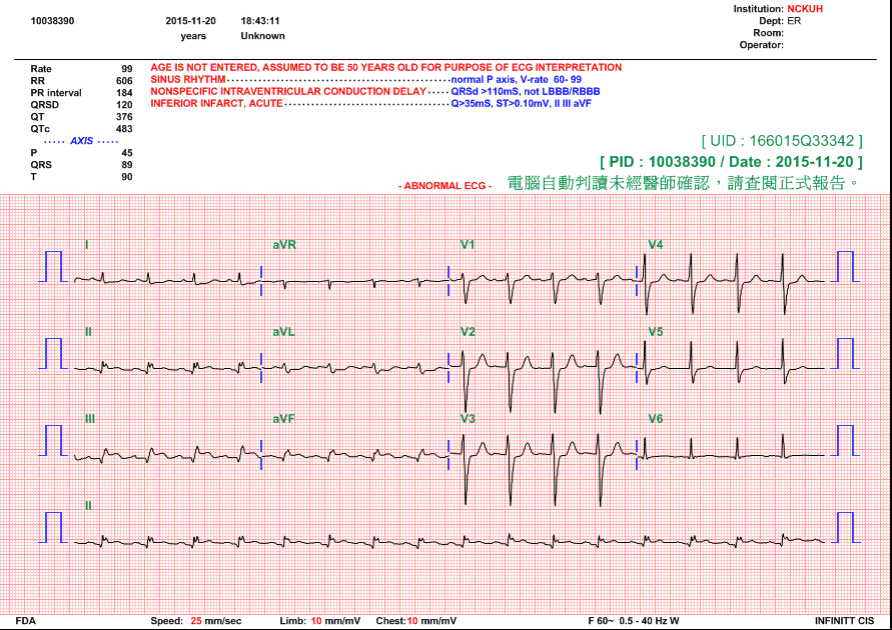 Institution: NCKUH
10038390 2015-11-20 18:43:11 Dept: ER
years Unknown Room:
Operator:
Rate 99 AGE IS NOT ENTERED, ASSUMED TO BE 50 YEARS OLD FOR PURPOSE OF ECG INTERPRETATION
RR 606 SINUS RHYTHM - - - - - - - - - - normal P axis, V-rate 60- 99
PR interval 184 NONSPECIFIC INTRAVENTRICULAR CONDUCTION DELAY - - - - - QRSd >110mS, not LBBB/RBBB
QRSD 120 INFERIOR INFARCT, ACUTE - - - - - - - - - - Q>35mS, ST>0.10mV, II III aVF
QT 376
QTc 483
- - - - - AXIS - - - - -
P 45
QRS 89
T 90
[ UID : 166015Q33342 ]
[ PID : 10038390 / Date : 2015-11-20 ]
- ABNORMAL ECG - 電腦自動判讀未經醫師確認，請查閱正式報告。
I aVR V1 V4
II aVL V2 V5
III aVF V3 V6
II
FDA Speed: 25 mm/sec Limb: 10 mm/mV Chest: 10 mm/mV F 60~ 0.5 - 40 Hz W INFINITT CIS